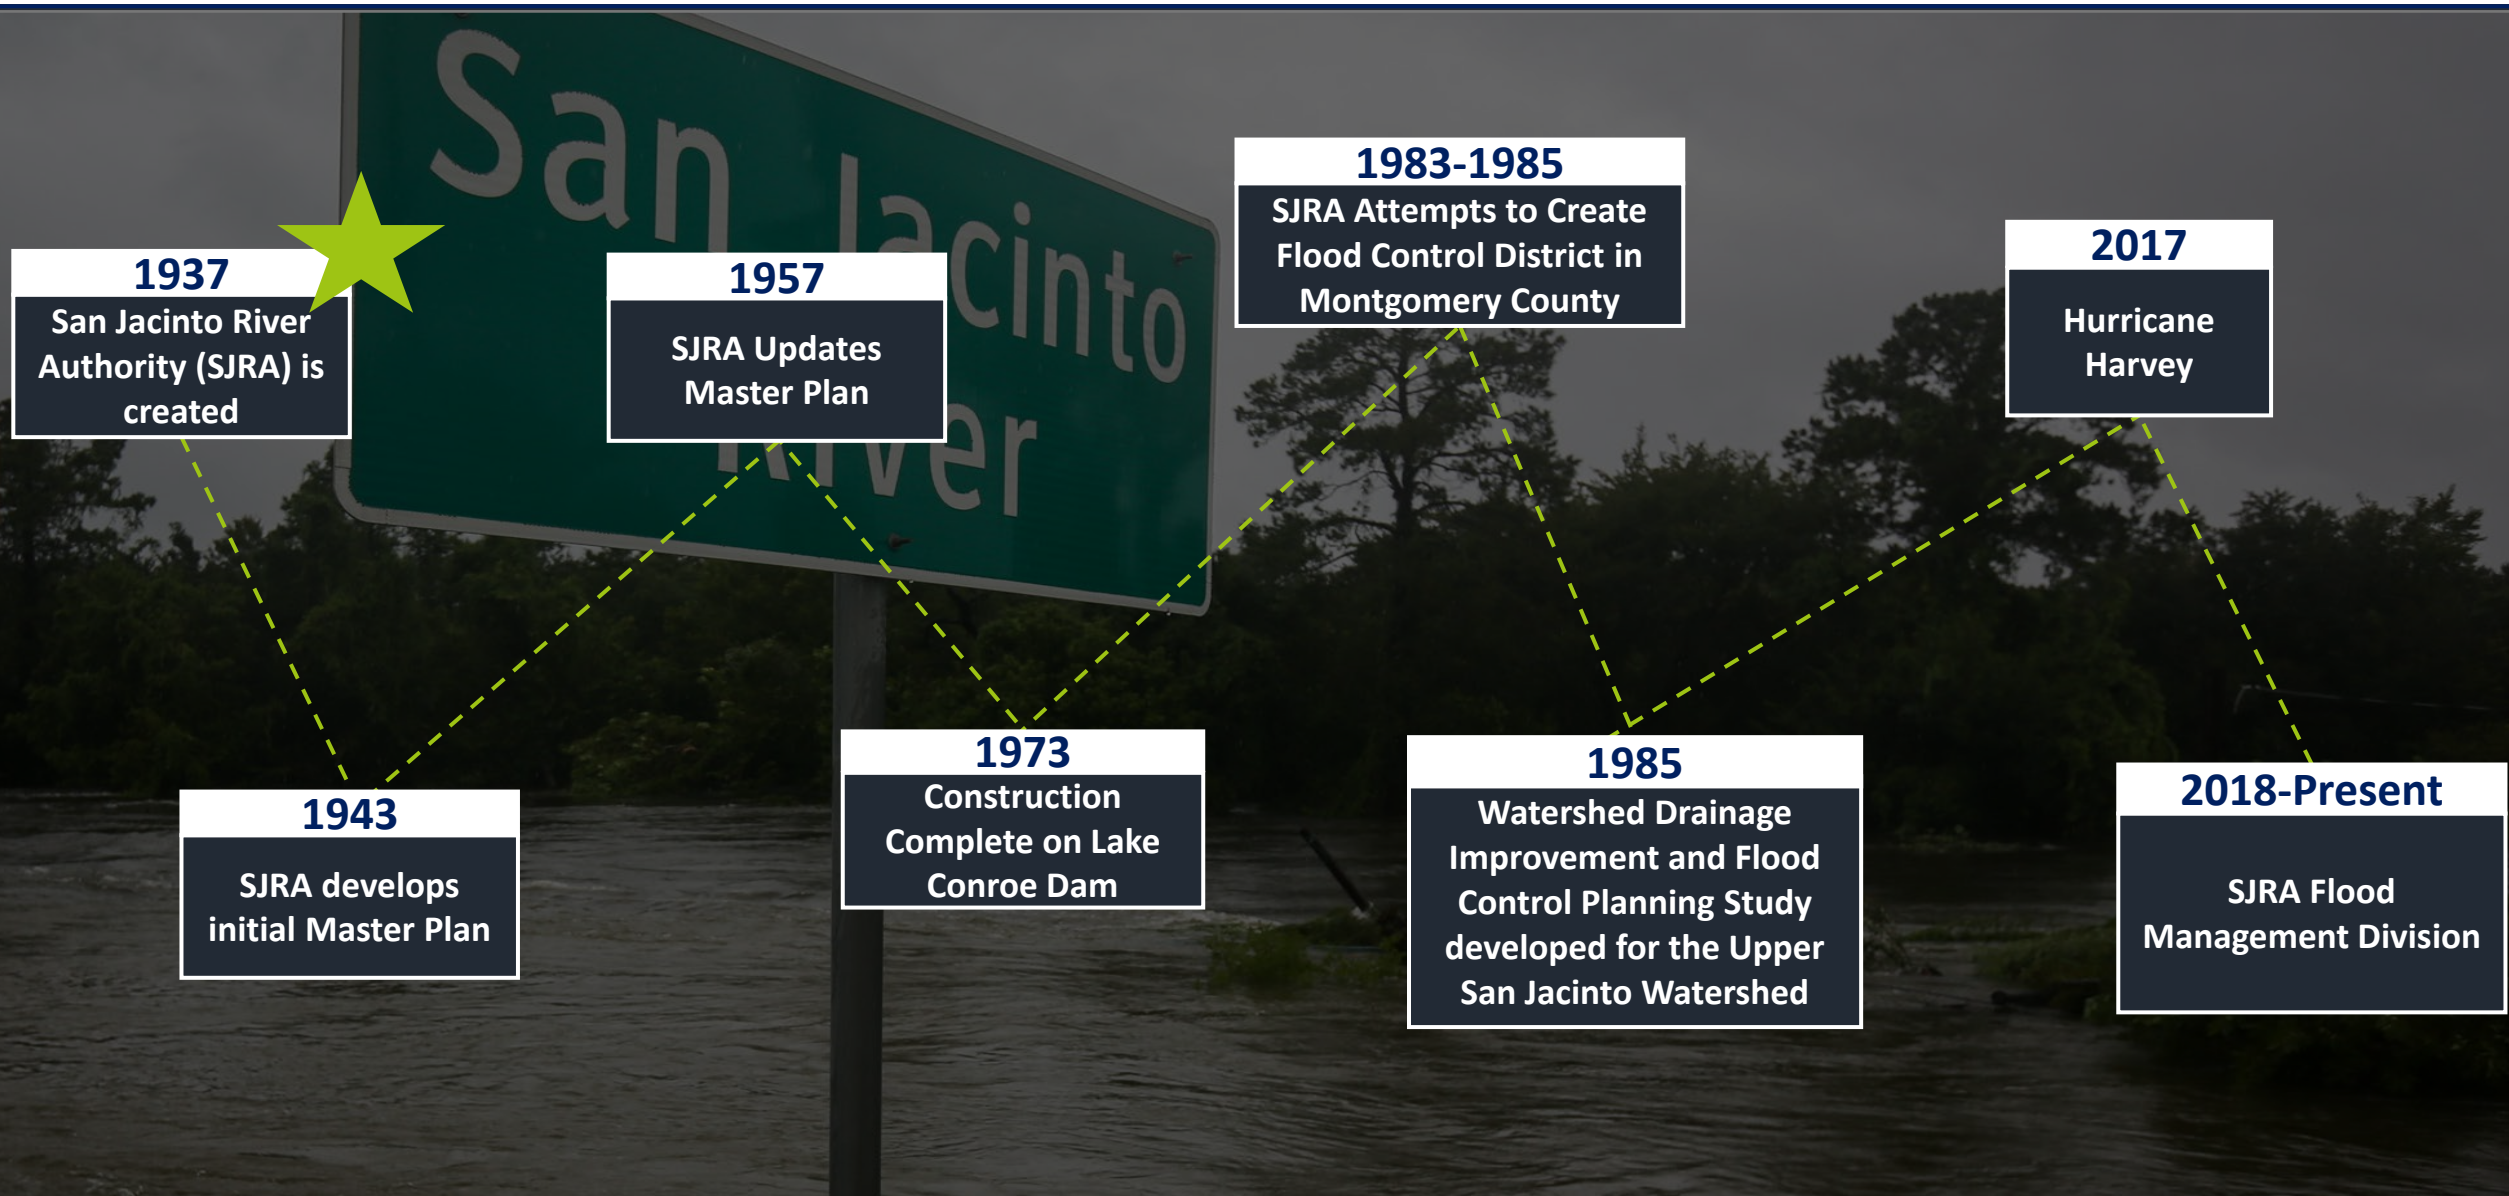 San Jacinto
River
1937
San Jacinto River
Authority (SJRA) is
created
1943
SJRA develops
initial Master Plan
1957
SJRA Updates
Master Plan
1973
Construction
Complete on Lake
Conroe Dam
1983-1985
SJRA Attempts to Create
Flood Control District in
Montgomery County
1985
Watershed Drainage
Improvement and Flood
Control Planning Study
developed for the Upper
San Jacinto Watershed
2017
Hurricane
Harvey
2018-Present
SJRA Flood
Management Division